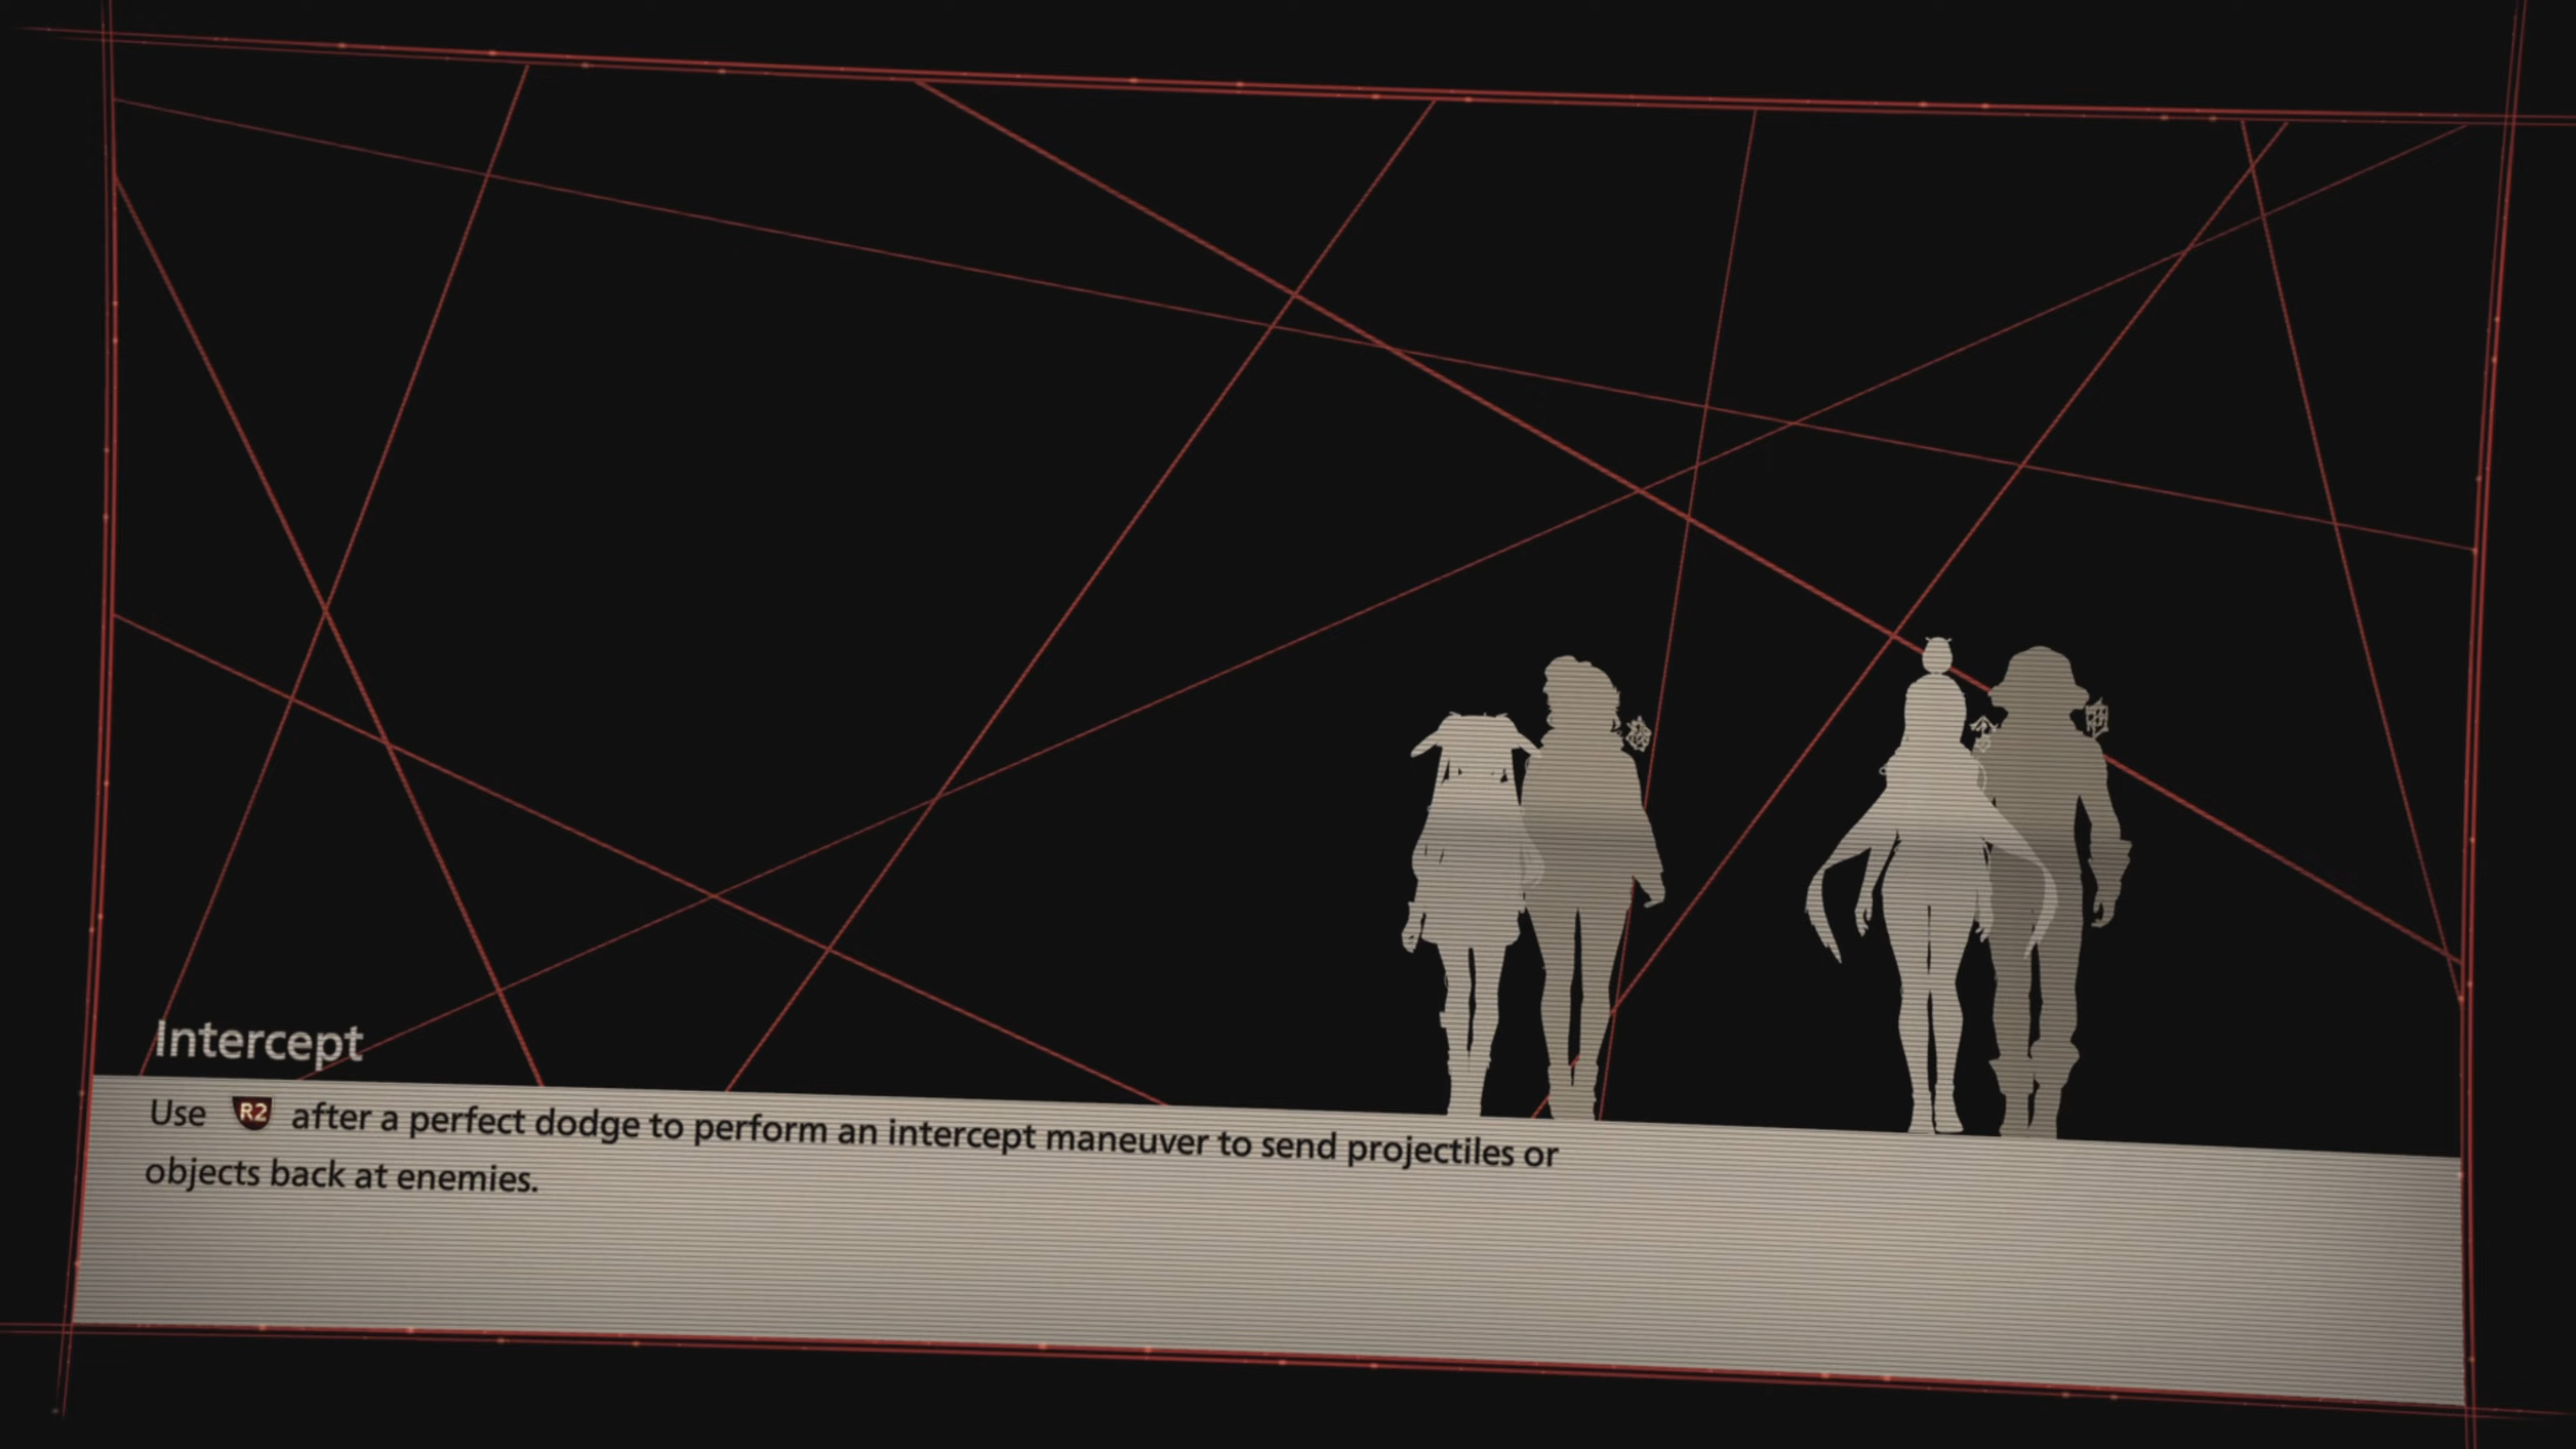 Intercept
Use R2 after a perfect dodge to perform an intercept maneuver to send projectiles or
objects back at enemies.